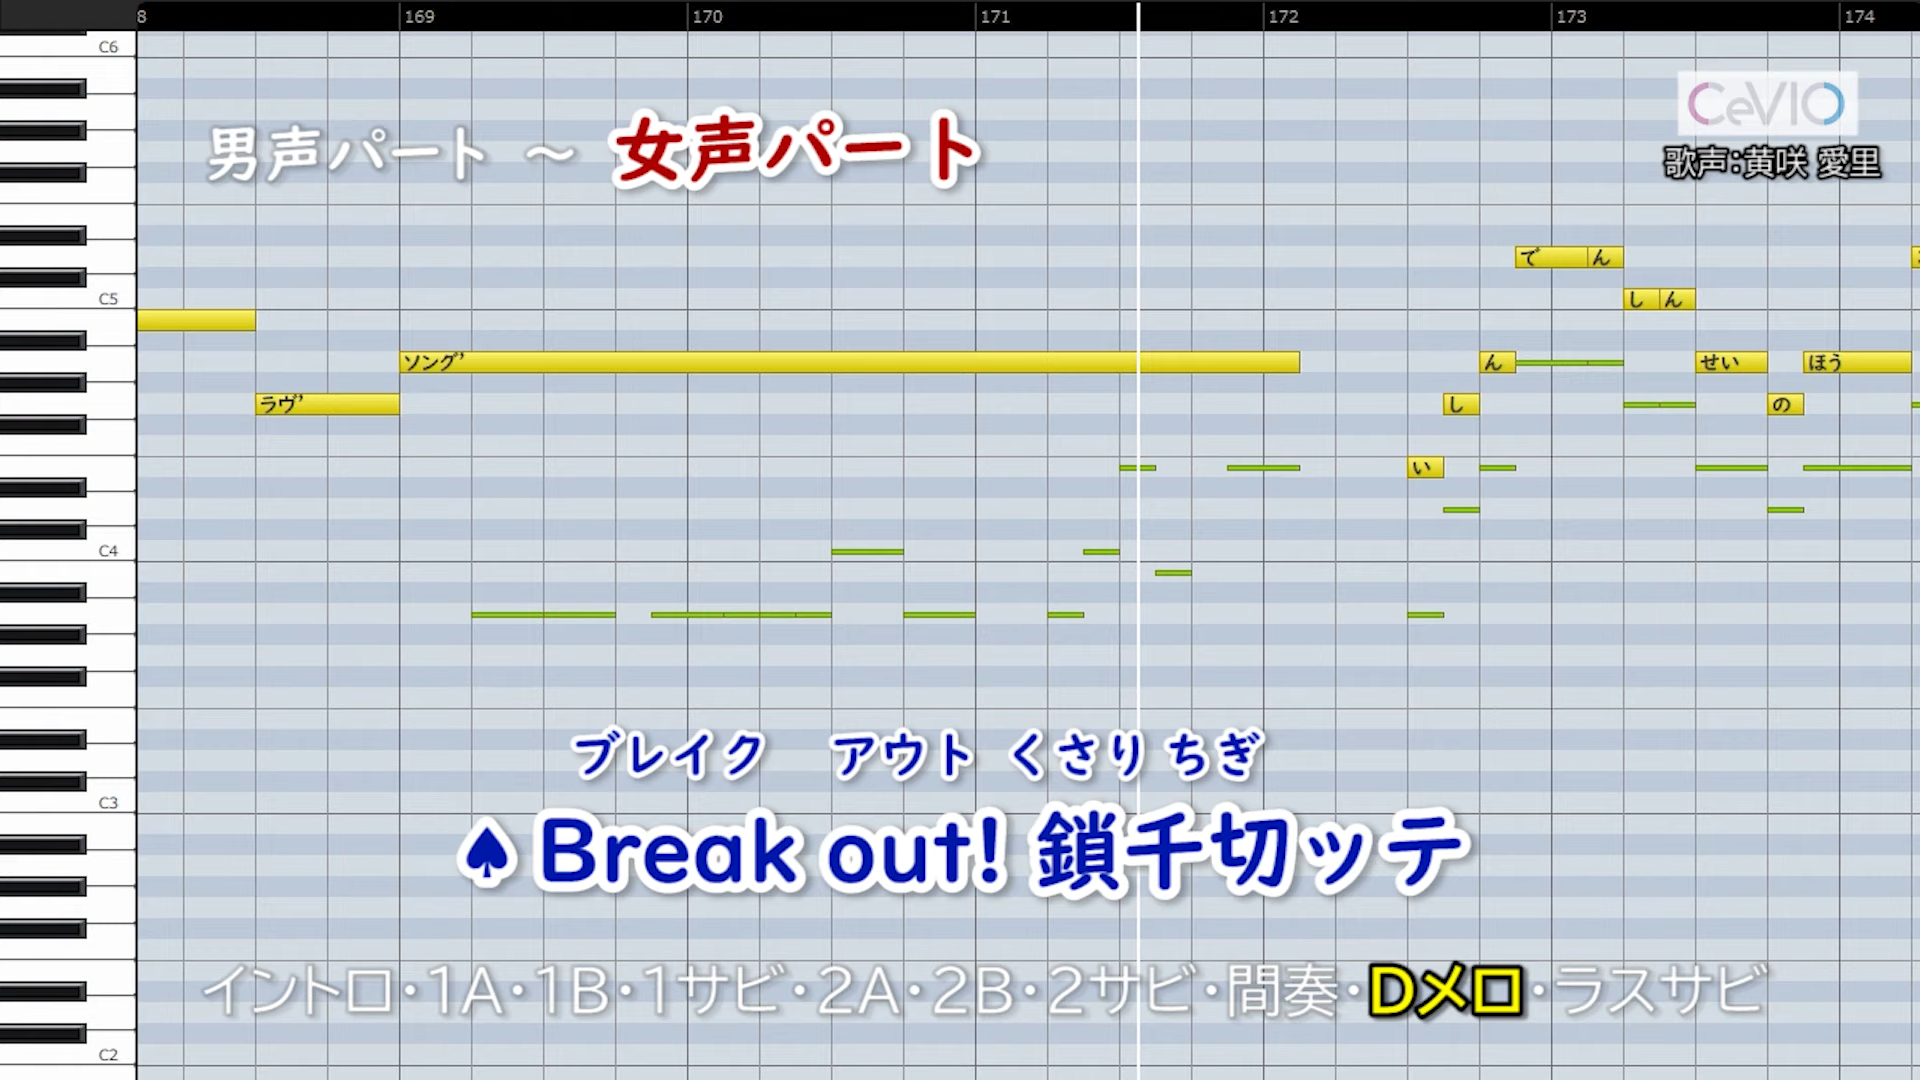 8 169 170 171 172 173 174
C6
CeVIO
男声パート ～ 女声パート
歌声:黄咲 愛里
でん
C5
しん
ソング’ ん せい ほう
ラヴ’ し の
い
C4
ブレイク アウト くさり ちぎ
C3
♠Break out! 鎖千切ッテ
イントロ・1A・1B・1サビ・2A・2B・2サビ・間奏・Dメロ・ラスサビ
C2